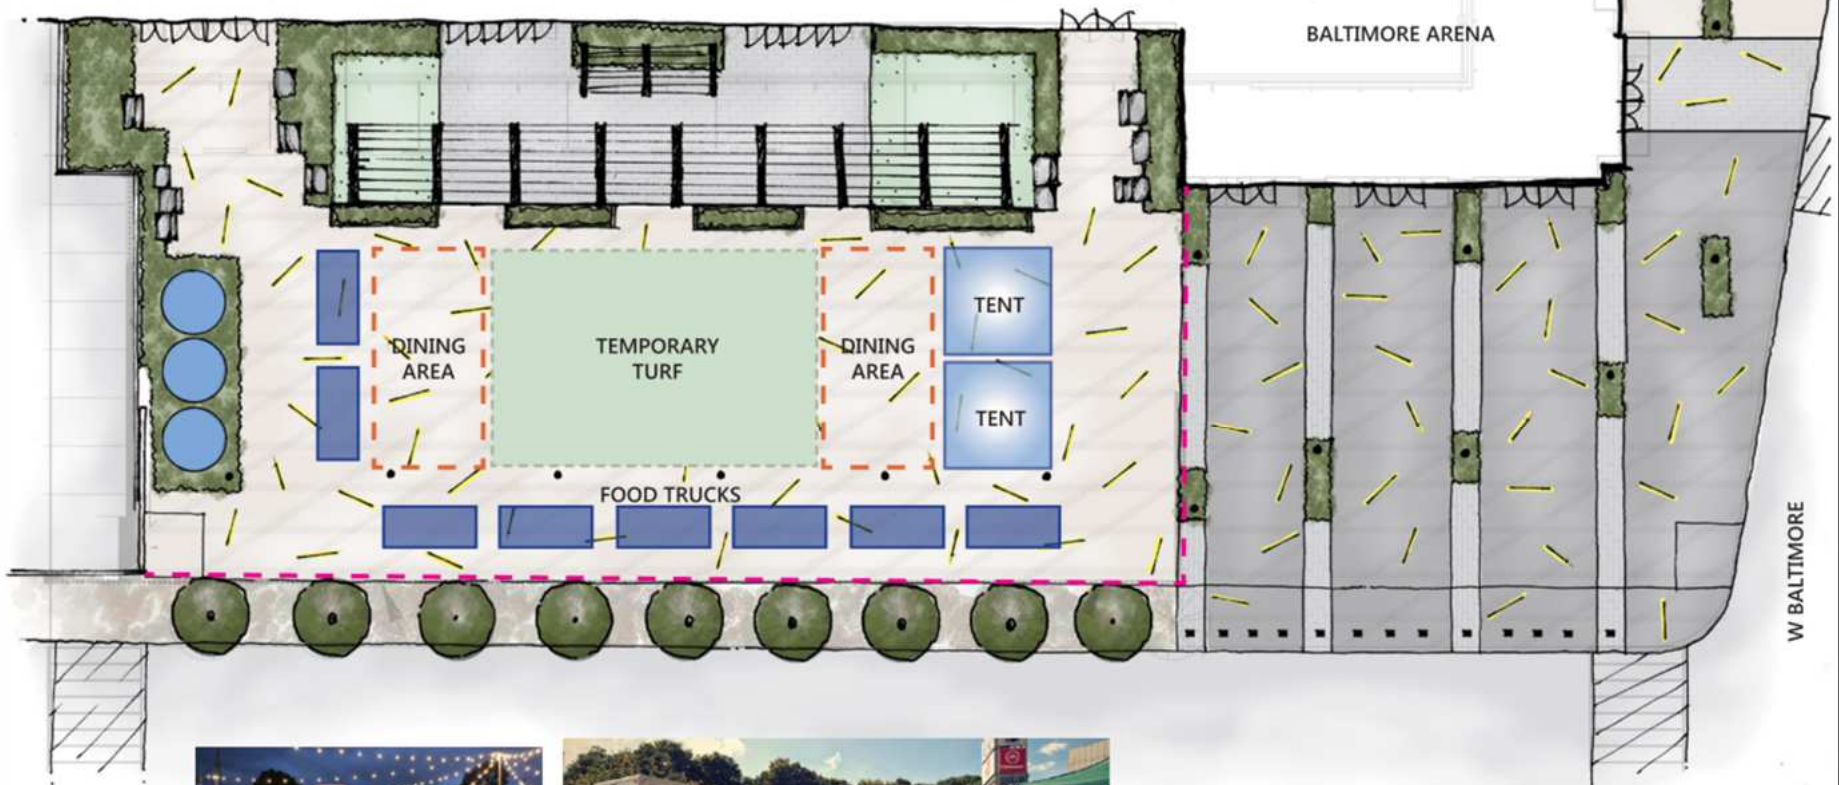 BALTIMORE ARENA
DINING
AREA
TEMPORARY
TURF
DINING
AREA
TENT
TENT
FOOD TRUCKS
W BALTIMORE